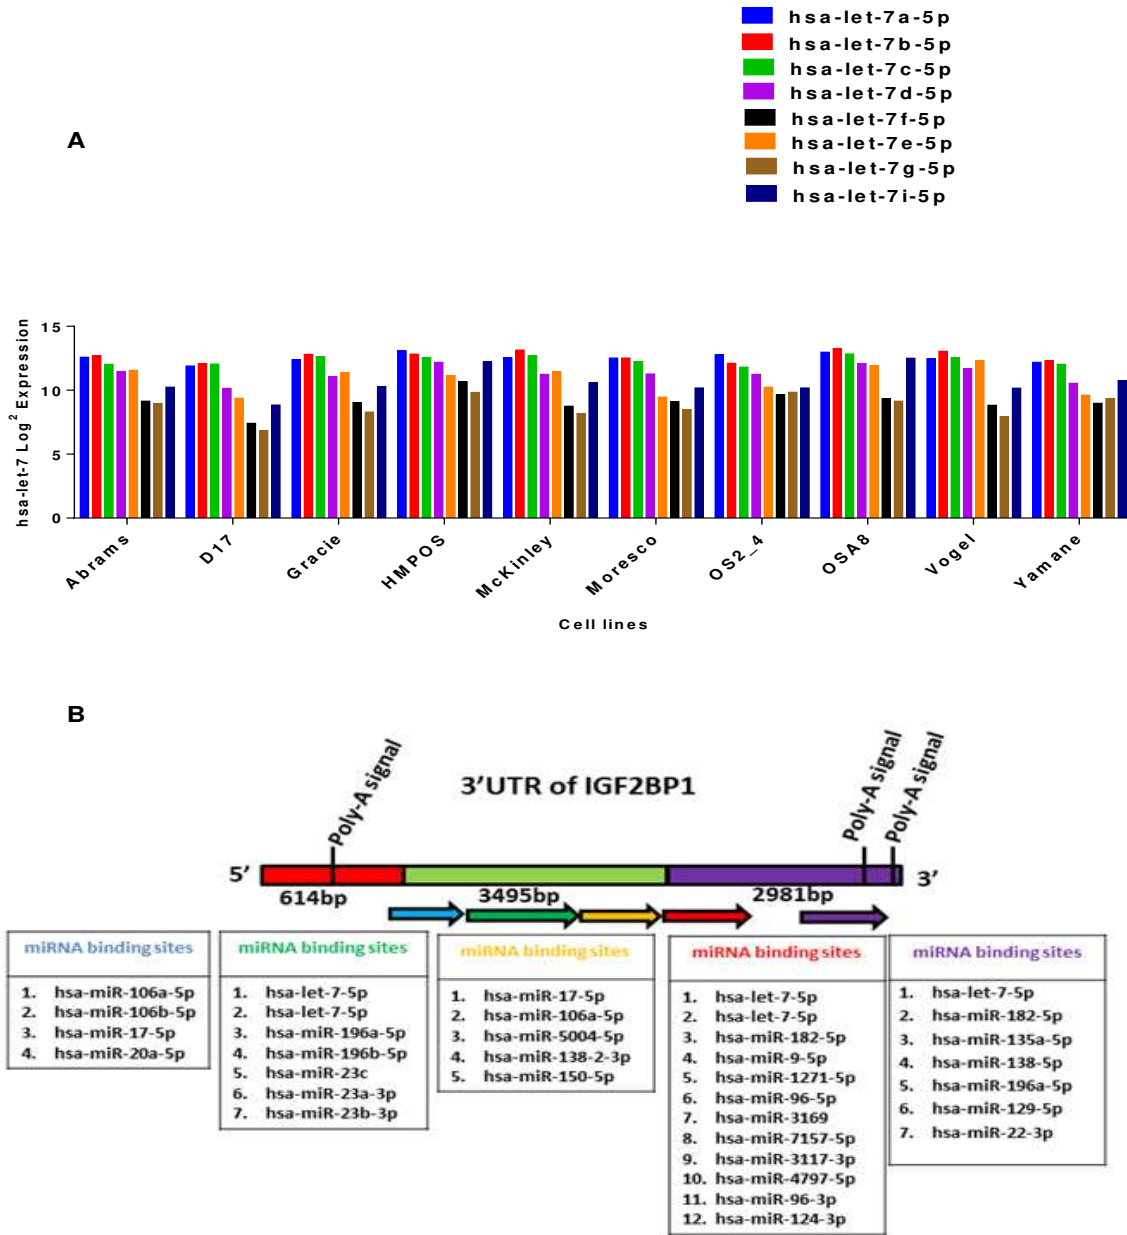 hsa-let-7a-5p
hsa-let-7b-5p
hsa-let-7c-5p
hsa-let-7d-5p
hsa-let-7f-5p
hsa-let-7e-5p
hsa-let-7g-5p
hsa-let-7i-5p
A
hsa-let-7 Log 2 Expression
15
10
5
0
Abrams
D17
Gracie
HMPOS
McKinley
Moresco
OS2_4
OSA8
Vogel
Yamane
Cell lines
B
3'UTR of IGF2BP1
Poly-A signal
Poly-A signal
Poly-A signal
5'
3'
614bp
3495bp
2981bp
miRNA binding sites
1. hsa-miR-106a-5p
2. hsa-miR-106b-5p
3. hsa-miR-17-5p
4. hsa-miR-20a-5p
miRNA binding sites
1. hsa-let-7-5p
2. hsa-let-7-5p
3. hsa-miR-196a-5p
4. hsa-miR-196b-5p
5. hsa-miR-23c
6. hsa-miR-23a-3p
7. hsa-miR-23b-3p
miRNA binding sites
1. hsa-miR-17-5p
2. hsa-miR-106a-5p
3. hsa-miR-5004-5p
4. hsa-miR-138-2-3p
5. hsa-miR-150-5p
miRNA binding sites
1. hsa-let-7-5p
2. hsa-let-7-5p
3. hsa-miR-182-5p
4. hsa-miR-9-5p
5. hsa-miR-1271-5p
6. hsa-miR-96-5p
7. hsa-miR-3169
8. hsa-miR-7157-5p
9. hsa-miR-3117-3p
10. hsa-miR-4797-5p
11. hsa-miR-96-3p
12. hsa-miR-124-3p
miRNA binding sites
1. hsa-let-7-5p
2. hsa-miR-182-5p
3. hsa-miR-135a-5p
4. hsa-miR-138-5p
5. hsa-miR-196a-5p
6. hsa-miR-129-5p
7. hsa-miR-22-3p